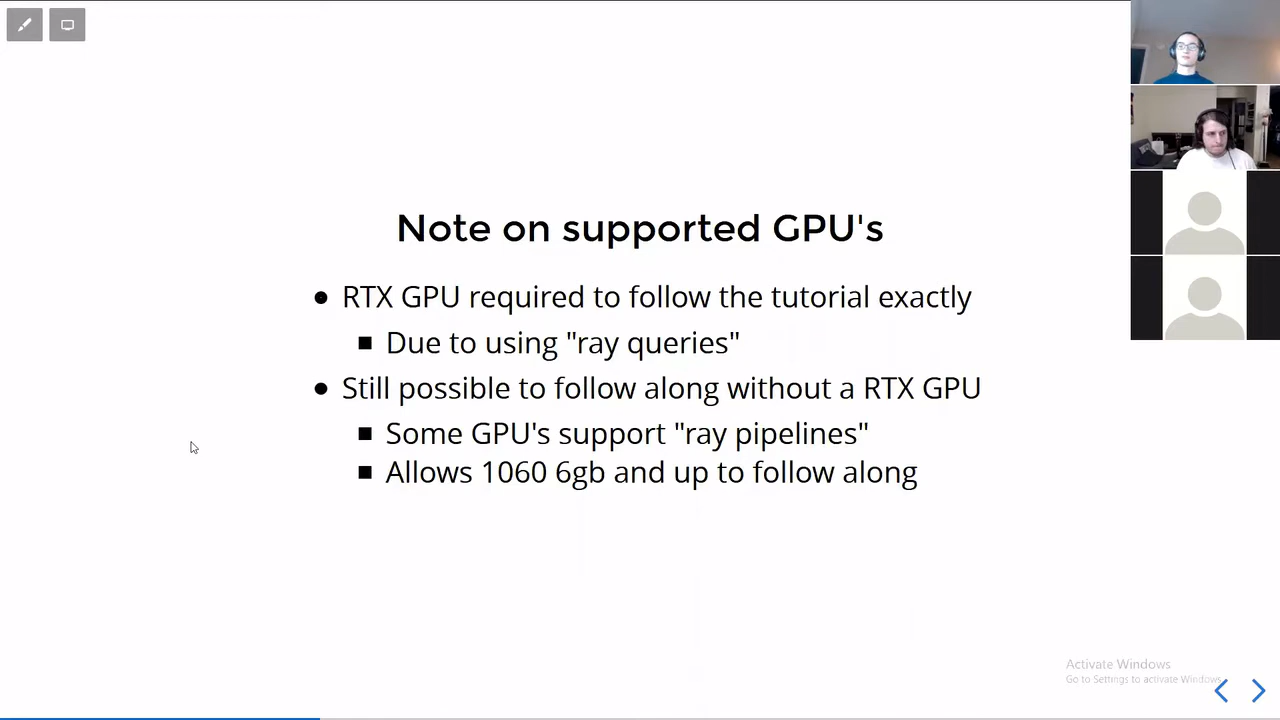 Note on supported GPU's
RTX GPU required to follow the tutorial exactly
Due to using "ray queries"
Still possible to follow along without a RTX GPU
Some GPU's support "ray pipelines"
Allows 1060 6gb and up to follow along
Activate Windows
Go to Settings to activate Windows.